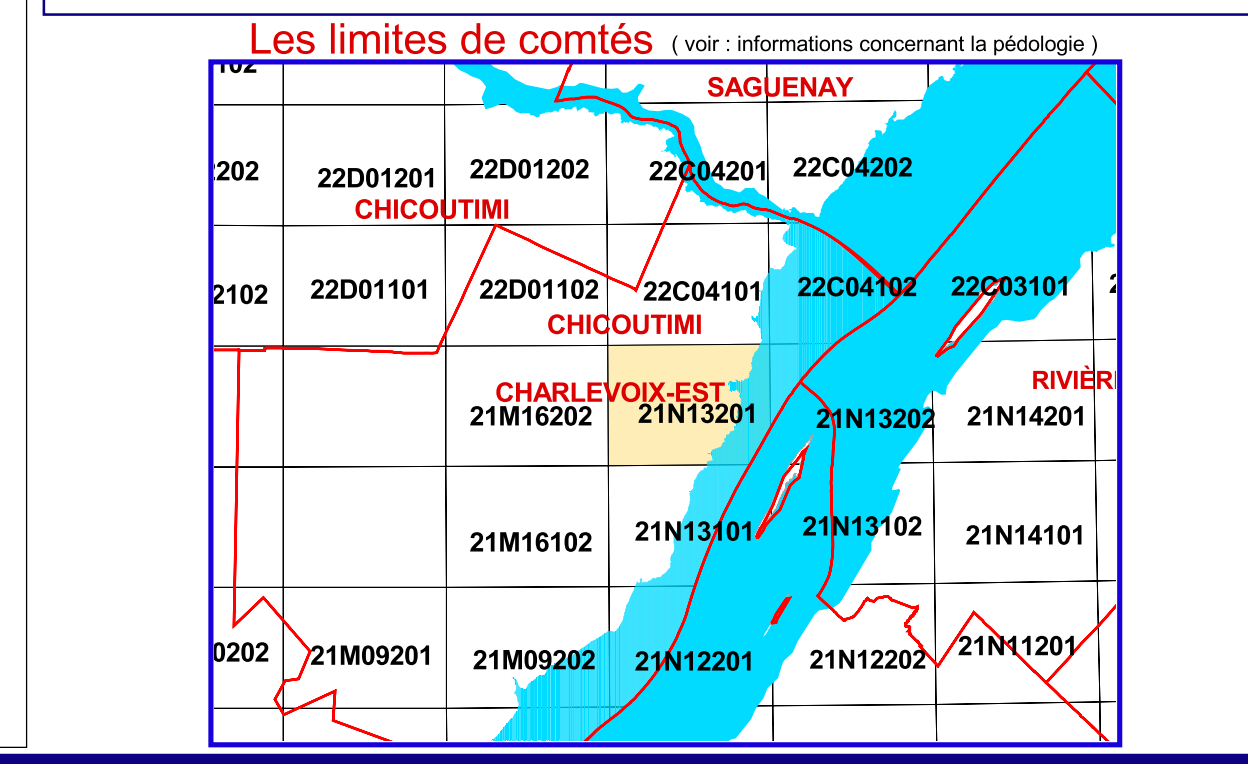 Les limites de comtés ( voir : informations concernant la pédologie )
102
SAGUENAY
202 22D01201 22D01202 22C04201 22C04202
CHICOUTIMI
2102 22D01101 22D01102 22C04101 22C04102 22C03101
CHICOUTIMI
CHARLEVOIX-EST RIVIÈR
21M16202 21N13201 21N13202 21N14201
21M16102 21N13101 21N13102 21N14101
0202 21M09201 21M09202 21N12201 21N12202 21N11201